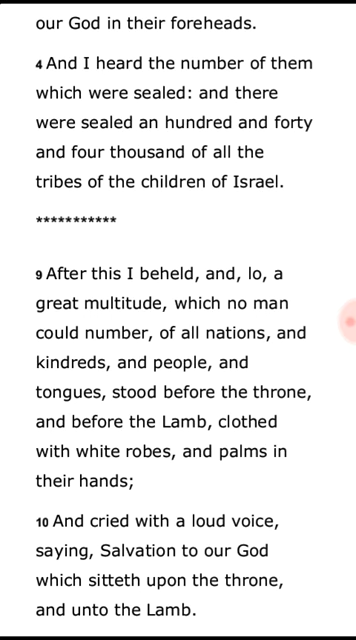 our God in their foreheads.
4 And I heard the number of them
which were sealed: and there
were sealed an hundred and forty
and four thousand of all the
tribes of the children of Israel.
***********
9 After this I beheld, and, lo, a
great multitude, which no man
could number, of all nations, and
kindreds, and people, and
tongues, stood before the throne,
and before the Lamb, clothed
with white robes, and palms in
their hands;
10 And cried with a loud voice,
saying, Salvation to our God
which sitteth upon the throne,
and unto the Lamb.